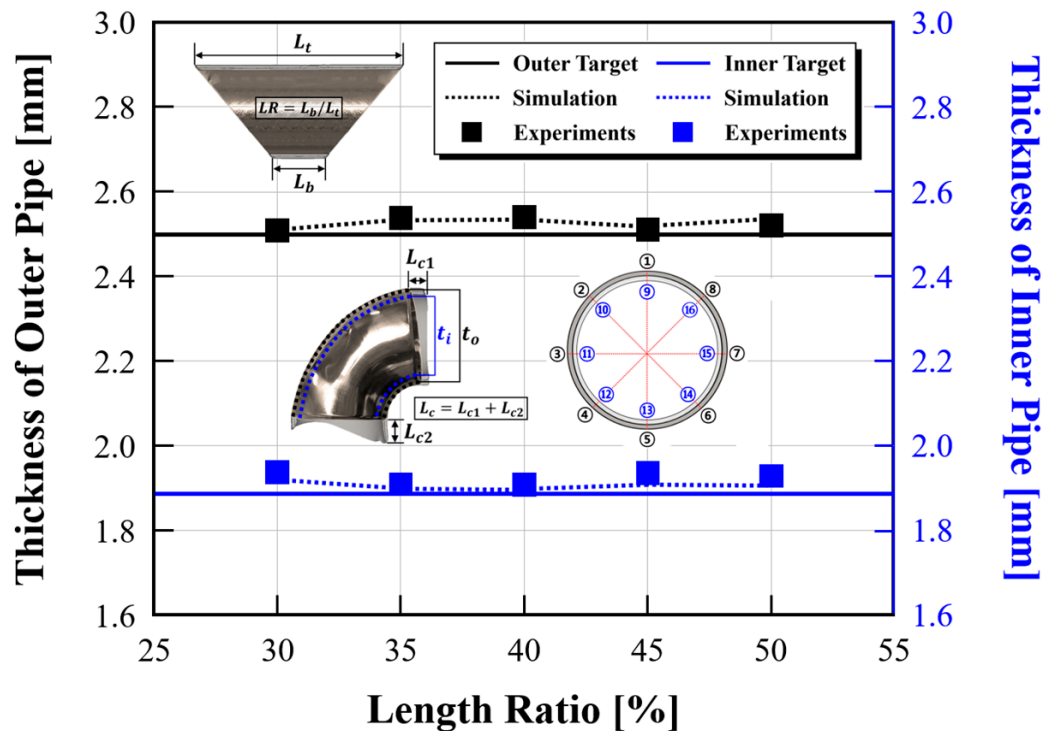 Thickness of Outer Pipe [mm]
3.0
2.8
2.6
2.4
2.2
2.0
1.8
1.6
L_t
LR = L_b/L_t
L_b
Outer Target
Simulation
Experiments
Inner Target
Simulation
Experiments
L_c1
t_i
t_o
L_c = L_c1 + L_c2
L_c2
①
②
③
④
⑤
⑥
⑦
⑧
⑨
⑩
⑪
⑫
⑬
⑭
⑮
⑯
3.0
2.8
2.6
2.4
2.2
2.0
1.8
1.6
Thickness of Inner Pipe [mm]
25 30 35 40 45 50 55
Length Ratio [%]